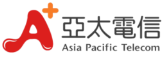 亞太電信
Asia Pacific Telecom